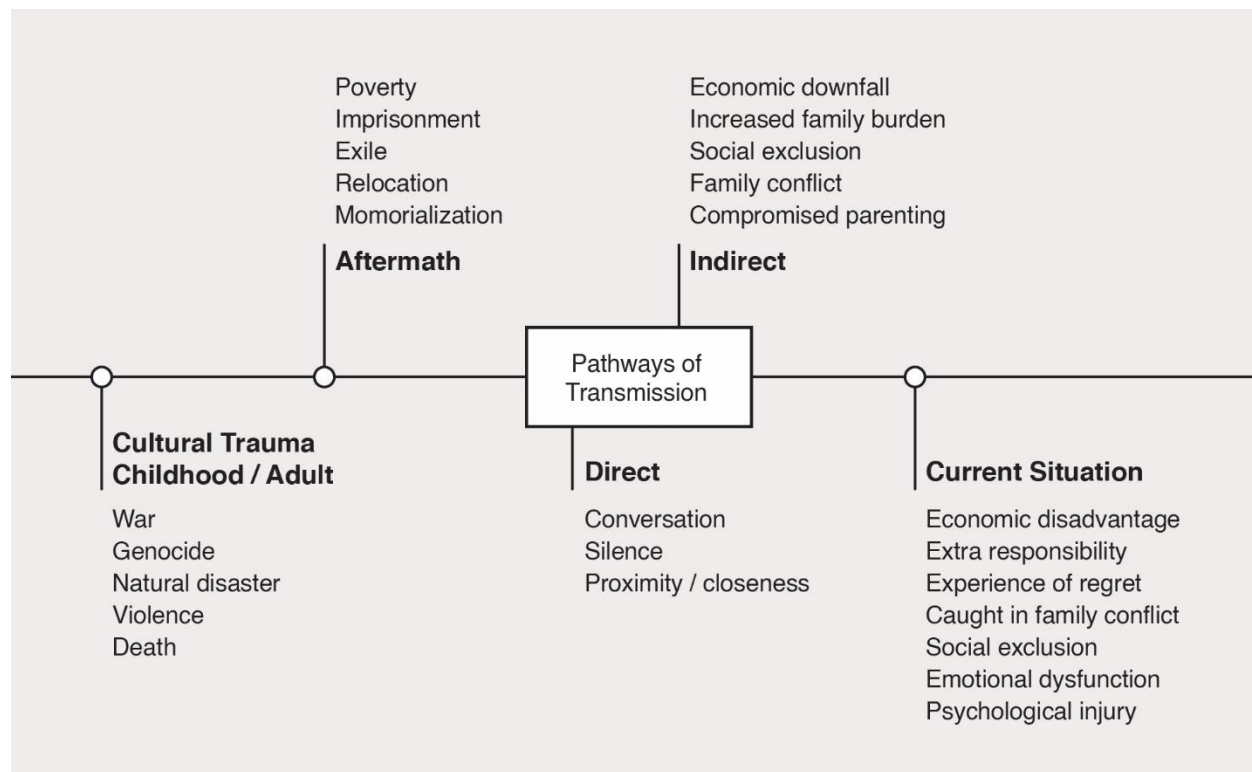 Poverty
Imprisonment
Exile
Relocation
Momorialization
Aftermath
Economic downfall
Increased family burden
Social exclusion
Family conflict
Compromised parenting
Indirect
Pathways of
Transmission
Cultural Trauma
Childhood / Adult
War
Genocide
Natural disaster
Violence
Death
Direct
Conversation
Silence
Proximity / closeness
Current Situation
Economic disadvantage
Extra responsibility
Experience of regret
Caught in family conflict
Social exclusion
Emotional dysfunction
Psychological injury